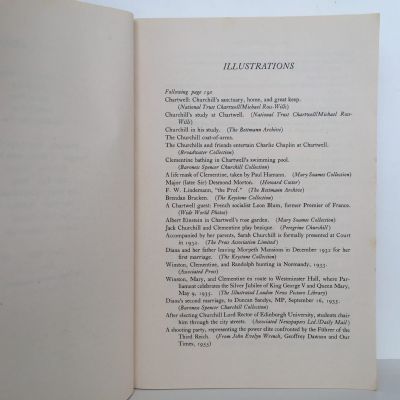 ILLUSTRATIONS
Following page 190
Chartwell: Churchill's sanctuary, home, and great keep.
(National Trust Chartwell/Michael Ross-
Wills)
Churchill's study at Chartwell. (National Trust Chartwell/Michael Ross-
Wills)
Churchill in his study. (The Bettmann Archive)
The Churchill coat-of-arms.
The Churchills and friends entertain Charlie Chaplin at Chartwell.
(Broadwater Collection)
Clementine bathing in Chartwell's swimming pool.
(Baroness Spencer Churchill Collection)
A life mask of Clementine, taken by Paul Hamann. (Mary Soames Collection)
Major (later Sir) Desmond Morton. (Howard Coster)
F. W. Lindemann, "the Prof." (The Bettmann Archive)
Brendan Bracken. (The Keystone Collection)
A Chartwell guest: French socialist Léon Blum, former Premier of France.
(Wide World Photos)
Albert Einstein in Chartwell's rose garden. (Mary Soames Collection)
Jack Churchill and Clementine play bezique. (Peregrine Churchill)
Accompanied by her parents, Sarah Churchill is formally presented at Court
in 1932. (The Press Association Limited)
Diana and her father leaving Morpeth Mansions in December 1932 for her
first marriage. (The Keystone Collection)
Winston, Clementine, and Randolph hunting in Normandy, 1933.
(Associated Press)
Winston, Mary, and Clementine en route to Westminster Hall, where Par-
liament celebrates the Silver Jubilee of King George V and Queen Mary,
May 9, 1935. (The Illustrated London News Picture Library)
Diana's second marriage, to Duncan Sandys, MP, September 16, 1935.
(Baroness Spencer Churchill Collection)
After electing Churchill Lord Rector of Edinburgh University, students chair
him through the city streets. (Associated Newspapers Ltd./Daily Mail)
A shooting party, representing the power elite confronted by the Führer of the
Third Reich. (From John Evelyn Wrench, Geoffrey Dawson and Our
Times, 1955)